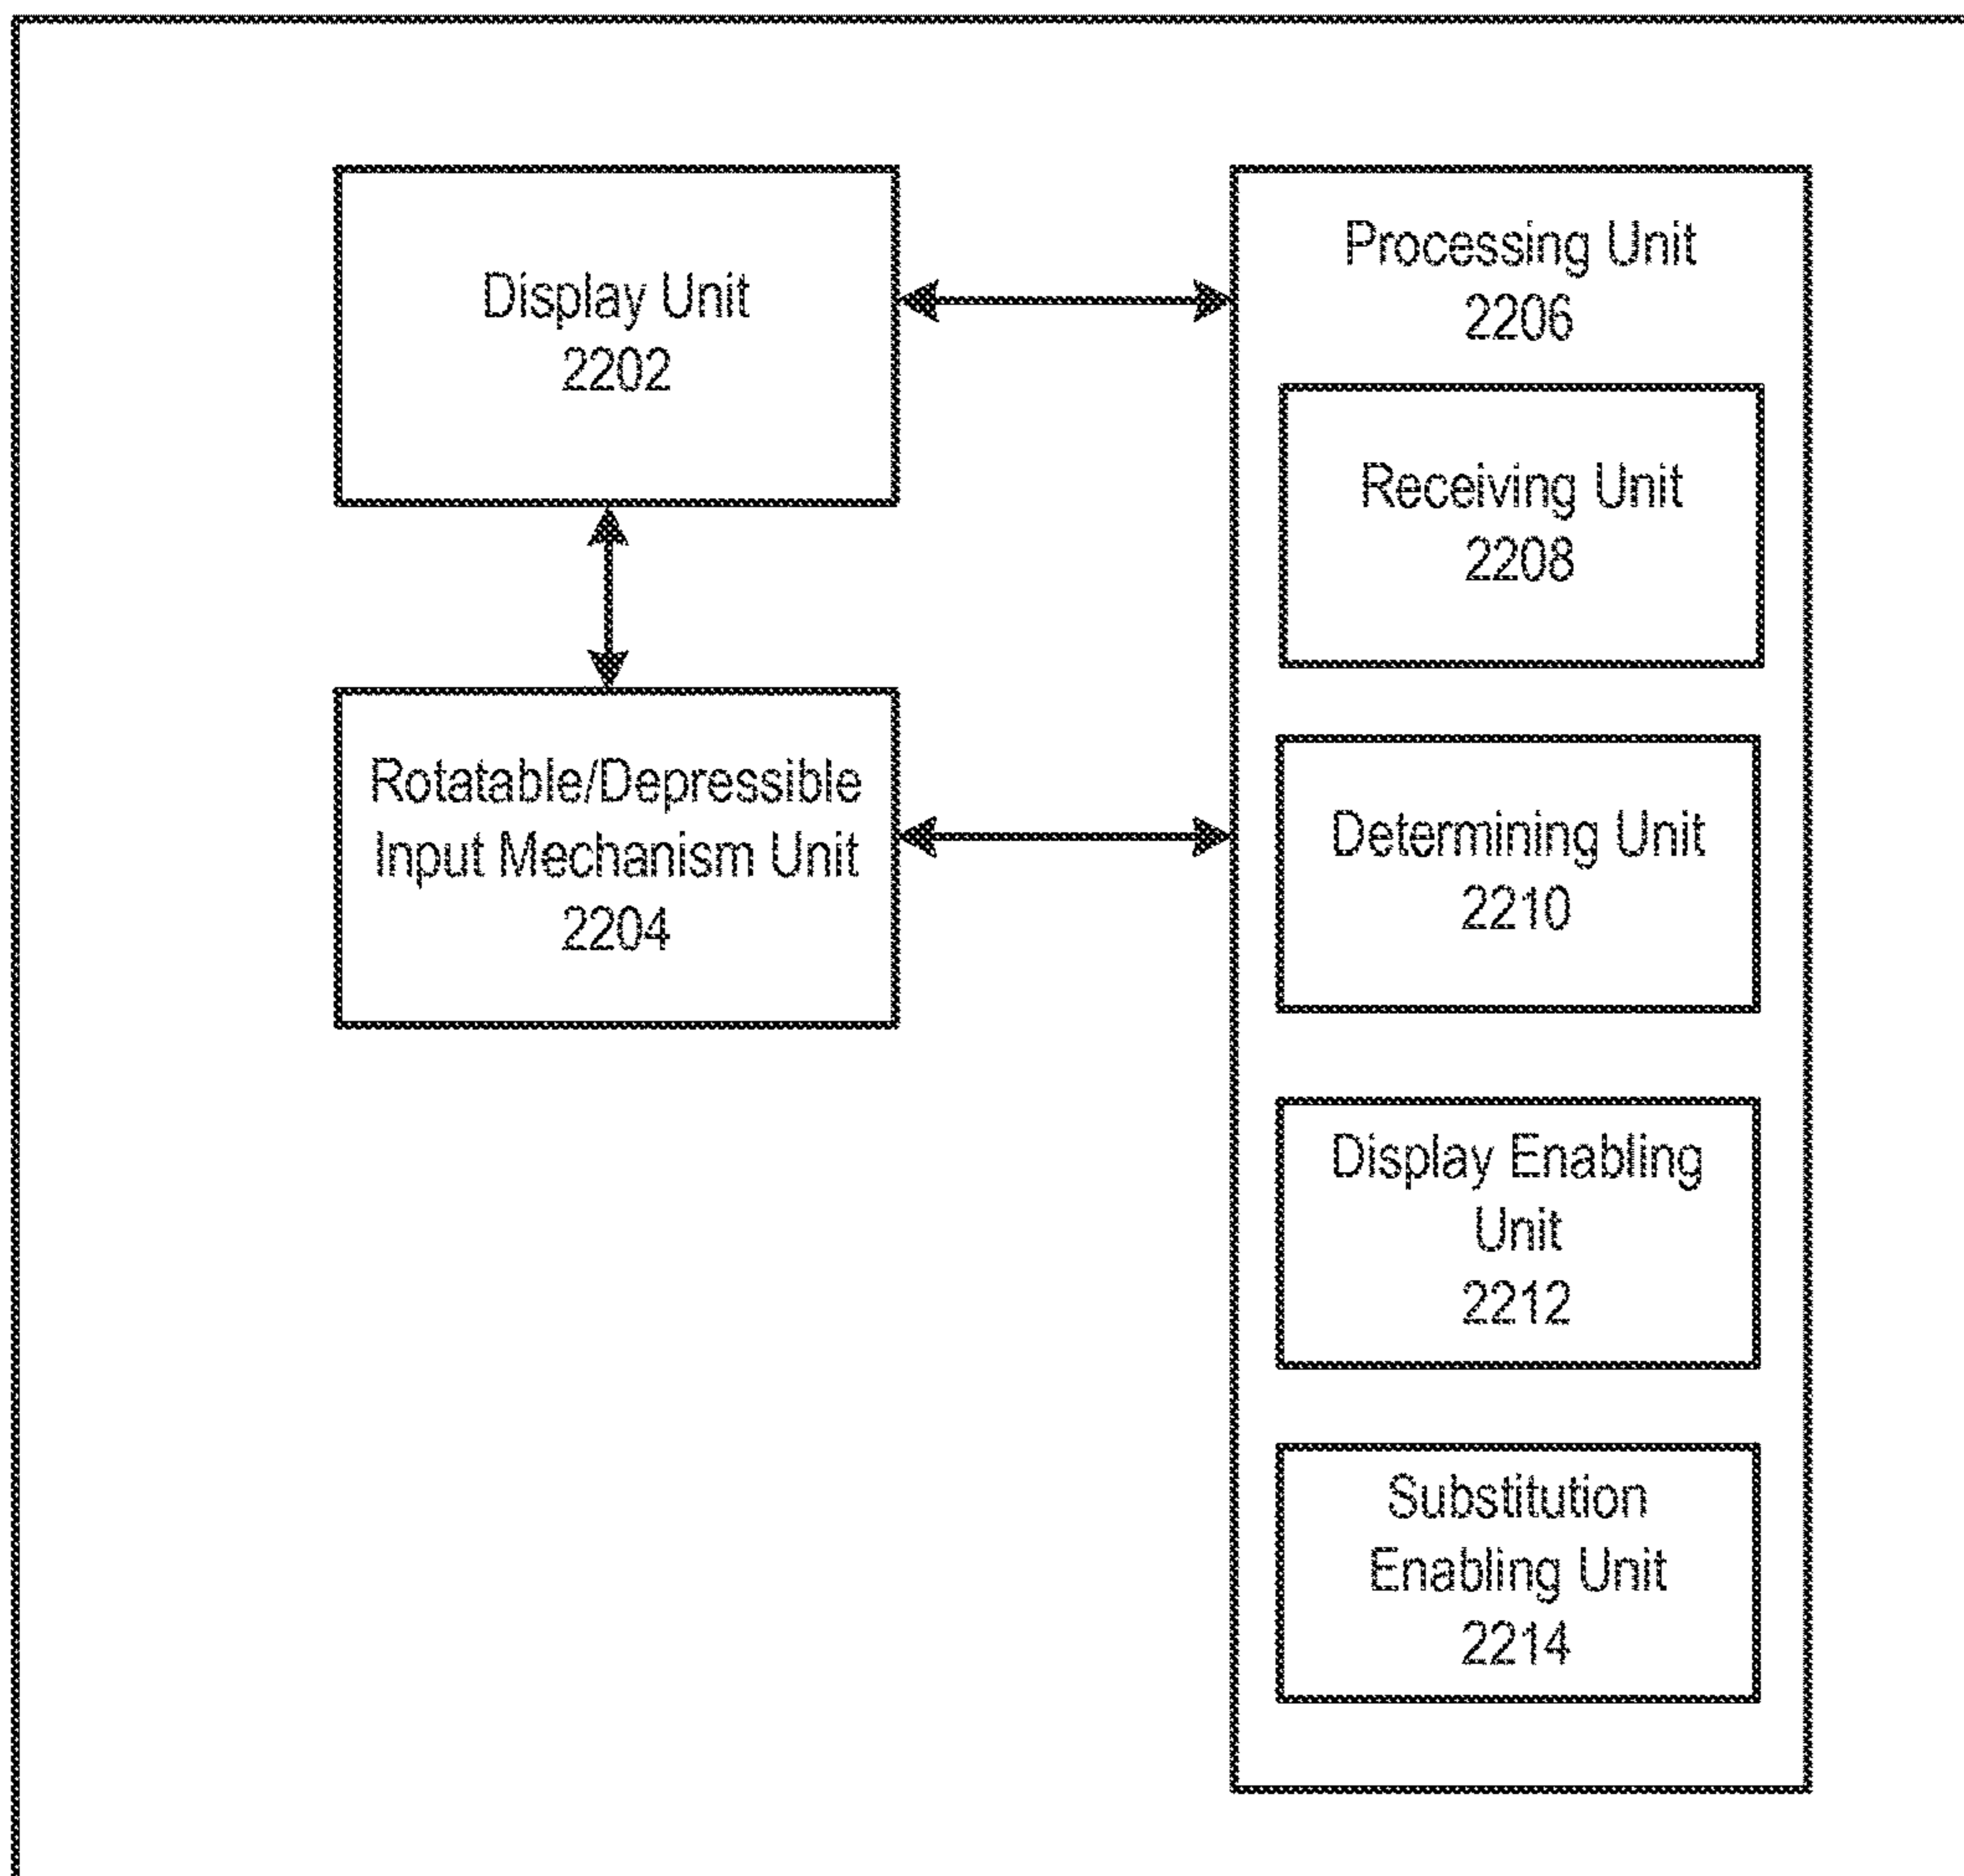 Display Unit
2202
Rotatable/Depressible
Input Mechanism Unit
2204
Processing Unit
2206
Receiving Unit
2208
Determining Unit
2210
Display Enabling
Unit
2212
Substitution
Enabling Unit
2214